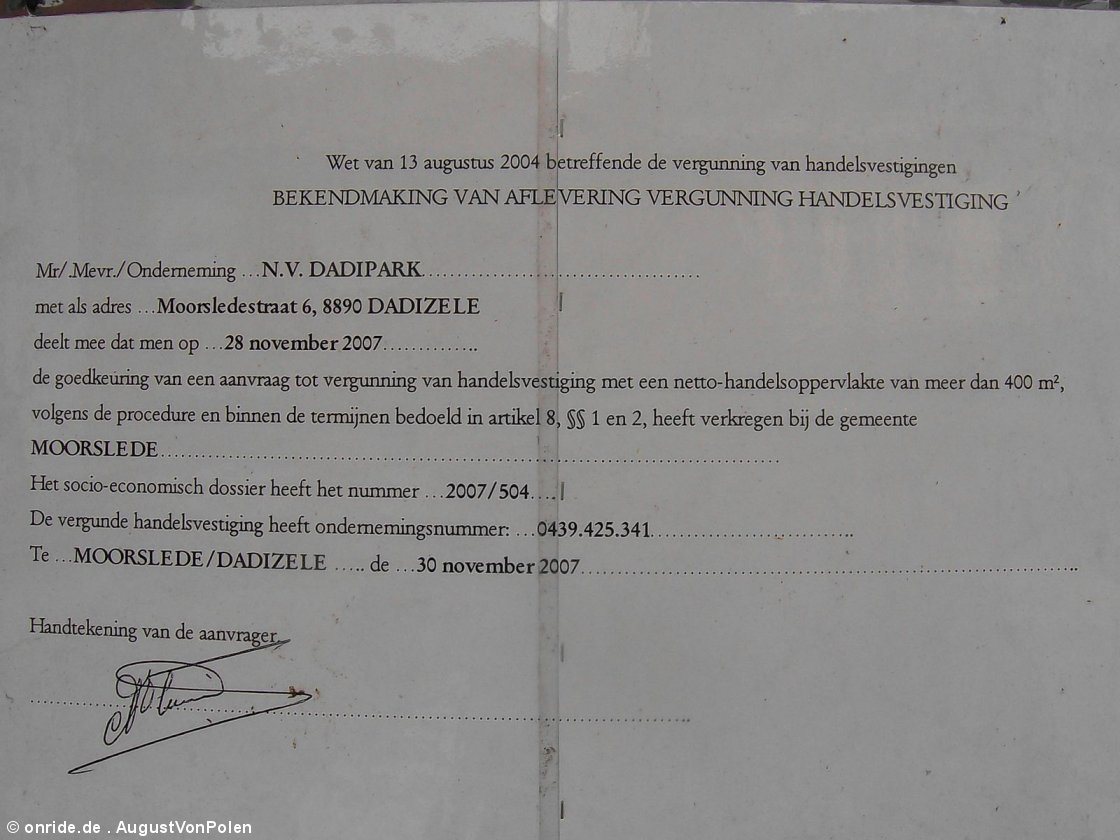 Wet van 13 augustus 2004 betreffende de vergunning van handelsvestigingen
BEKENDMAKING VAN AFLEVERING VERGUNNING HANDELSVESTIGING
Mr/.Mevr./Onderneming …N.V. DADIPARK……………………………………
met als adres …Moorsledestraat 6, 8890 DADIZELE
deelt mee dat men op …28 november 2007…………..
de goedkeuring van een aanvraag tot vergunning van handelsvestiging met een netto-handelsoppervlakte van meer dan 400 m²,
volgens de procedure en binnen de termijnen bedoeld in artikel 8, §§ 1 en 2, heeft verkregen bij de gemeente
MOORSLEDE……………………………………………………………………………………
Het socio-economisch dossier heeft het nummer …2007/504….
De vergunde handelsvestiging heeft ondernemingsnummer: …0439.425.341…………………………..
Te …MOORSLEDE/DADIZELE ….. de …30 november 2007……………………………………………………………………..
Handtekening van de aanvrager
© onride.de . AugustVonPolen